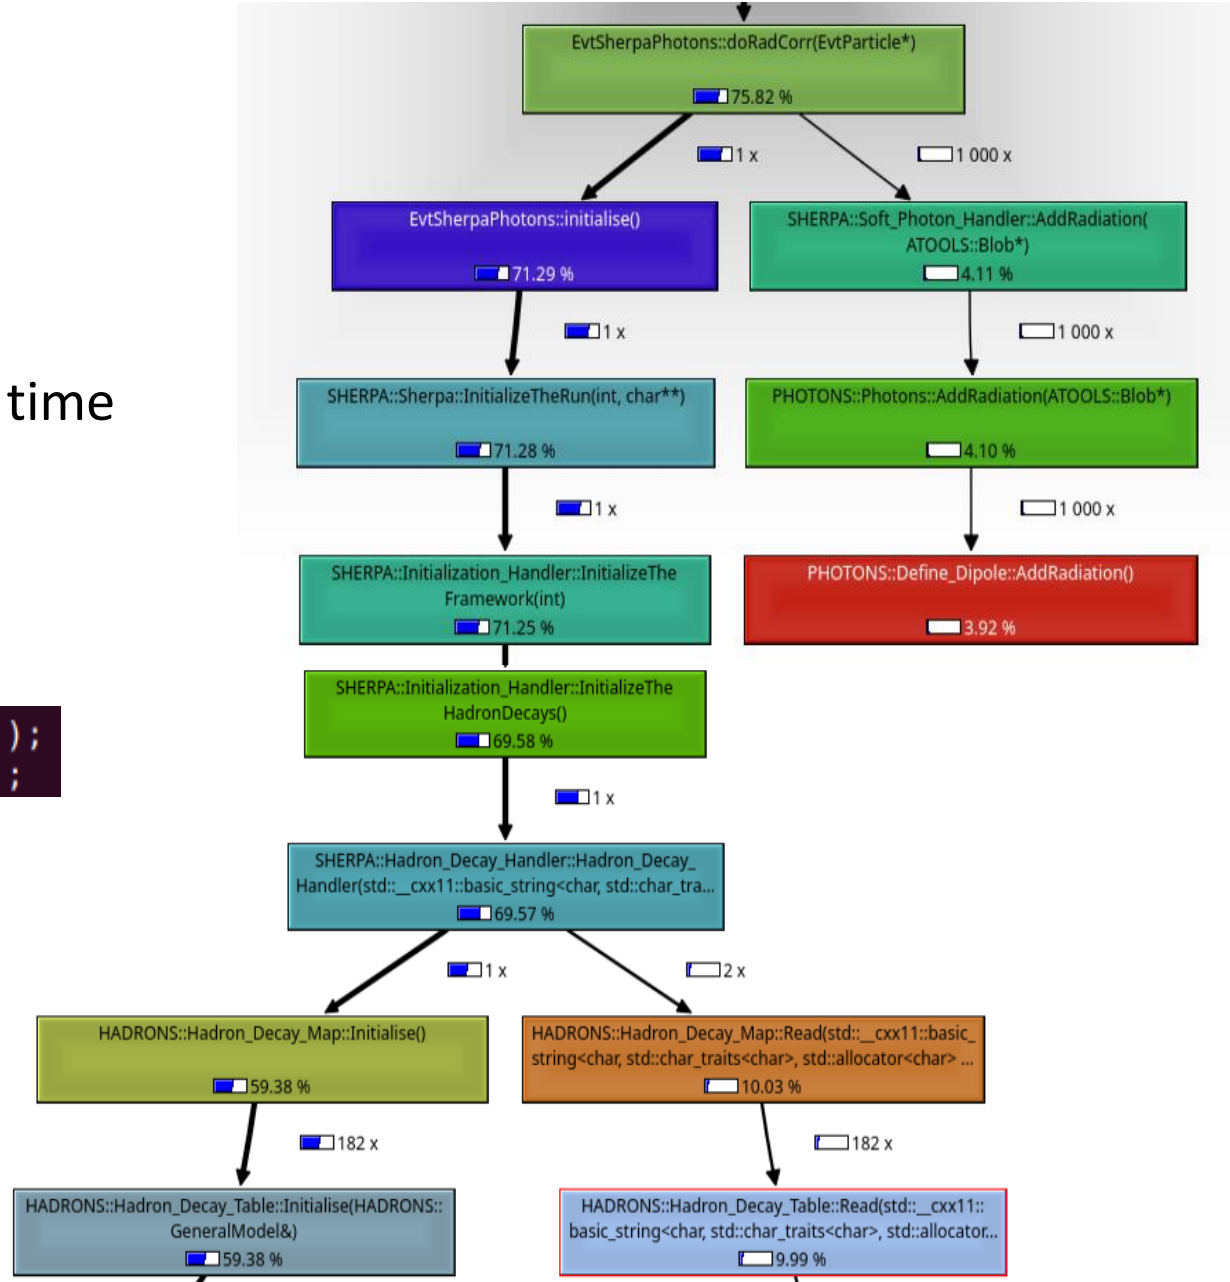 EvtSherpaPhotons::doRadCorr(EvtParticle*)
75.82 %
1 x
1 000 x
EvtSherpaPhotons::initialise()
71.29 %
SHERPA::Soft_Photon_Handler::AddRadiation(
ATOOLS::Blob*)
4.11 %
1 x
1 000 x
time
SHERPA::Sherpa::InitializeTheRun(int, char**)
71.28 %
PHOTONS::Photons::AddRadiation(ATOOLS::Blob*)
4.10 %
1 x
1 000 x
SHERPA::Initialization_Handler::InitializeThe
Framework(int)
71.25 %
PHOTONS::Define_Dipole::AddRadiation()
3.92 %
SHERPA::Initialization_Handler::InitializeThe
HadronDecays()
69.58 %
);
;
1 x
SHERPA::Hadron_Decay_Handler::Hadron_Decay_
Handler(std::__cxx11::basic_string<char, std::char_tra...
69.57 %
1 x
2 x
HADRONS::Hadron_Decay_Map::Initialise()
59.38 %
HADRONS::Hadron_Decay_Map::Read(std::__cxx11::basic_
string<char, std::char_traits<char>, std::allocator<char> ...
10.03 %
182 x
182 x
HADRONS::Hadron_Decay_Table::Initialise(HADRONS::
GeneralModel&)
59.38 %
HADRONS::Hadron_Decay_Table::Read(std::__cxx11::
basic_string<char, std::char_traits<char>, std::allocator...
9.99 %